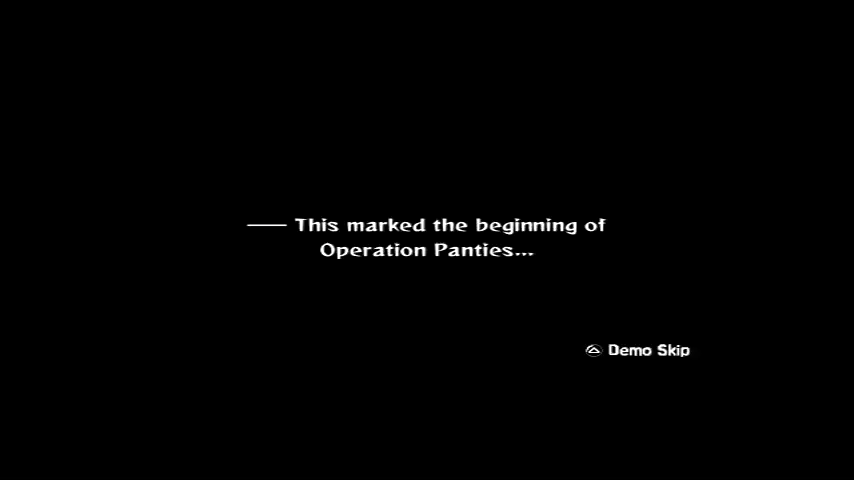 —— This marked the beginning of
Operation Panties...
Demo Skip